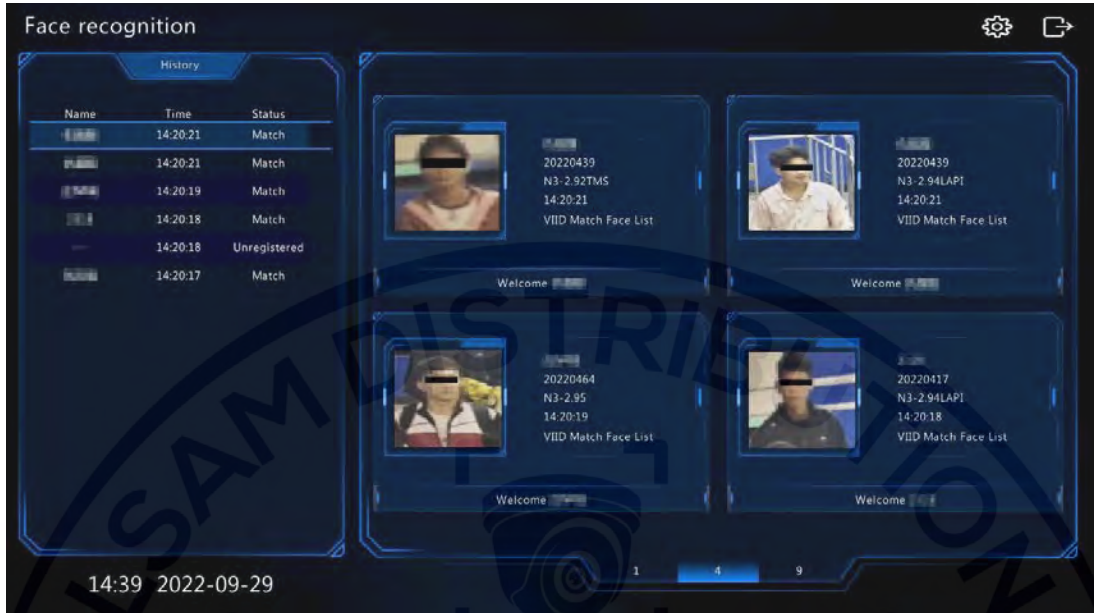 Face recognition
History
Name Time Status
14:20:21 Match
14:20:21 Match
14:20:19 Match
14:20:18 Match
14:20:18 Unregistered
14:20:17 Match
20220439
N3-2.92TMS
14:20:21
VIID Match Face List
Welcome
20220439
N3-2.94LAPI
14:20:21
VIID Match Face List
Welcome
20220464
N3-2.95
14:20:19
VIID Match Face List
Welcome
20220417
N3-2.94LAPI
14:20:18
VIID Match Face List
Welcome
1 4 9
14:39 2022-09-29
LSAM DISTRIBUTION